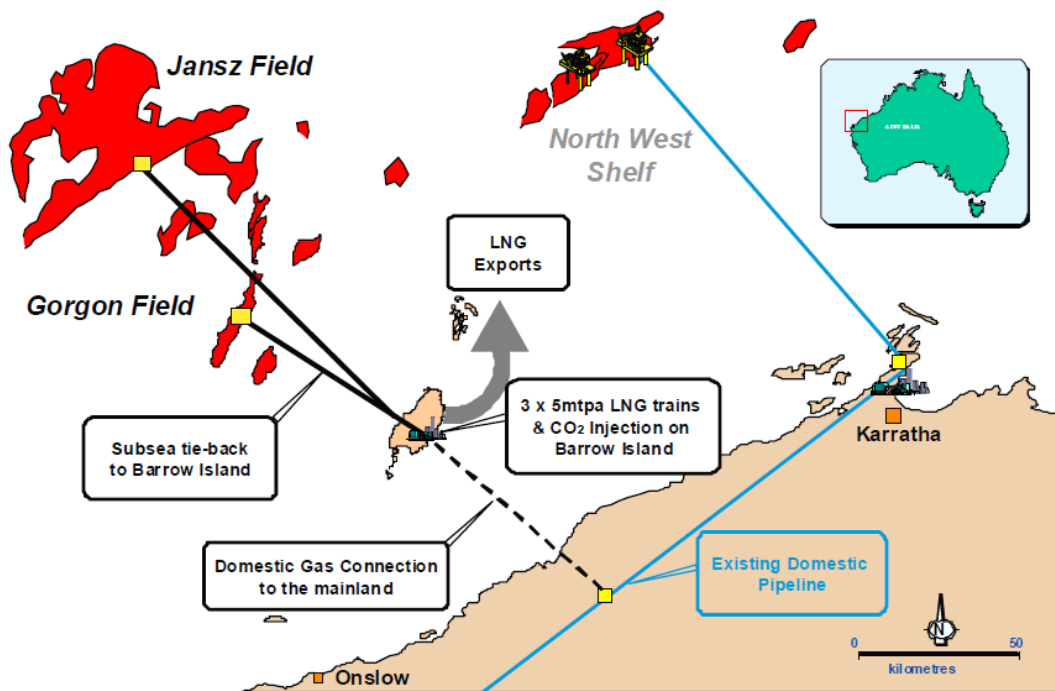 Jansz Field
North West
Shelf
AUSTRALIA
LNG
Exports
Gorgon Field
3 x 5mtpa LNG trains
& CO₂ Injection on
Barrow Island
Subsea tie-back
to Barrow Island
Karratha
Domestic Gas Connection
to the mainland
Existing Domestic
Pipeline
N
0
50
kilometres
Onslow